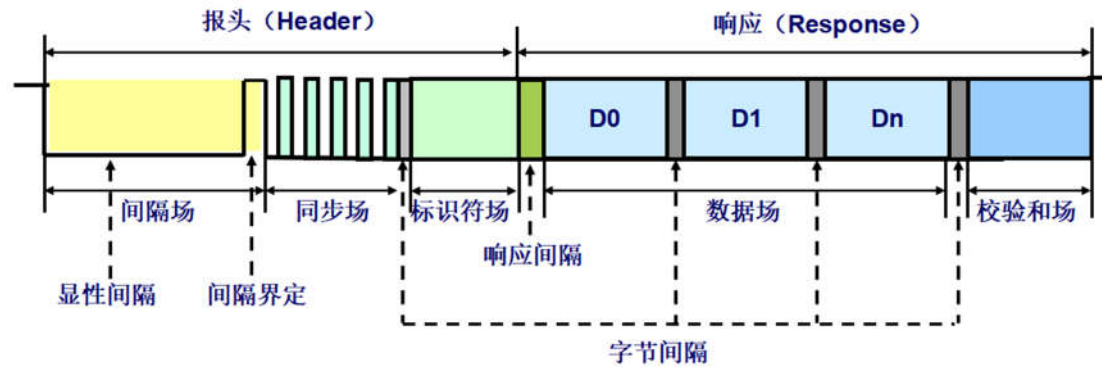 报头（Header） 响应（Response）
D0 D1 Dn
间隔场 同步场 标识符场 数据场 校验和场
响应间隔
显性间隔 间隔界定
字节间隔